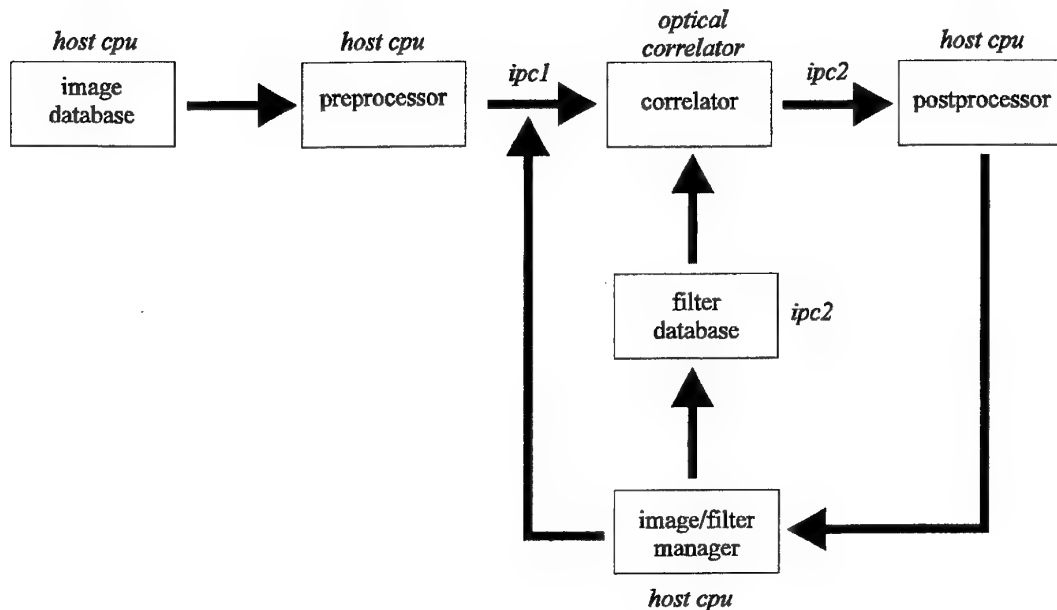 host cpu
image
database
host cpu
preprocessor
ipc1
optical
correlator
correlator
ipc2
host cpu
postprocessor
filter
database
ipc2
image/filter
manager
host cpu